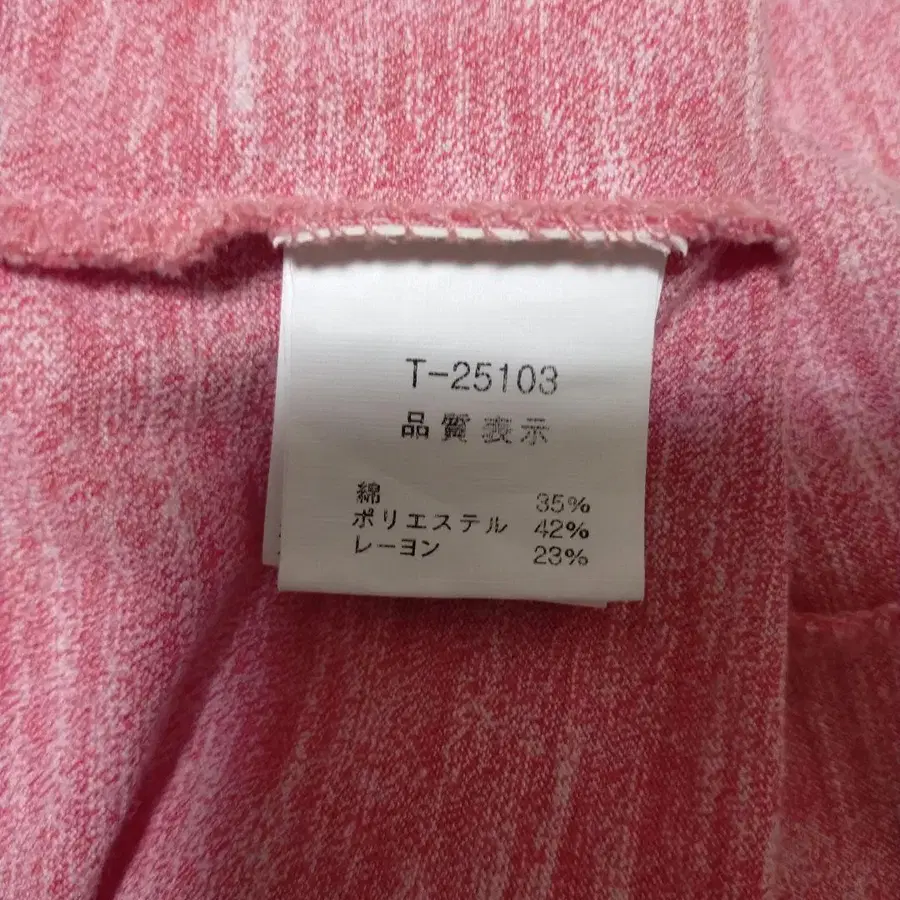 T-25103
品質表示
綿 35%
ポリエステル 42%
レーヨン 23%